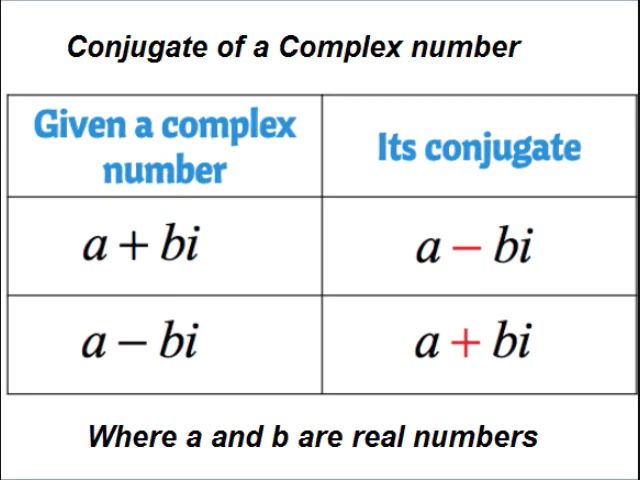 Conjugate of a Complex number
Given a complex
number
Its conjugate
a + bi
a − bi
a − bi
a + bi
Where a and b are real numbers